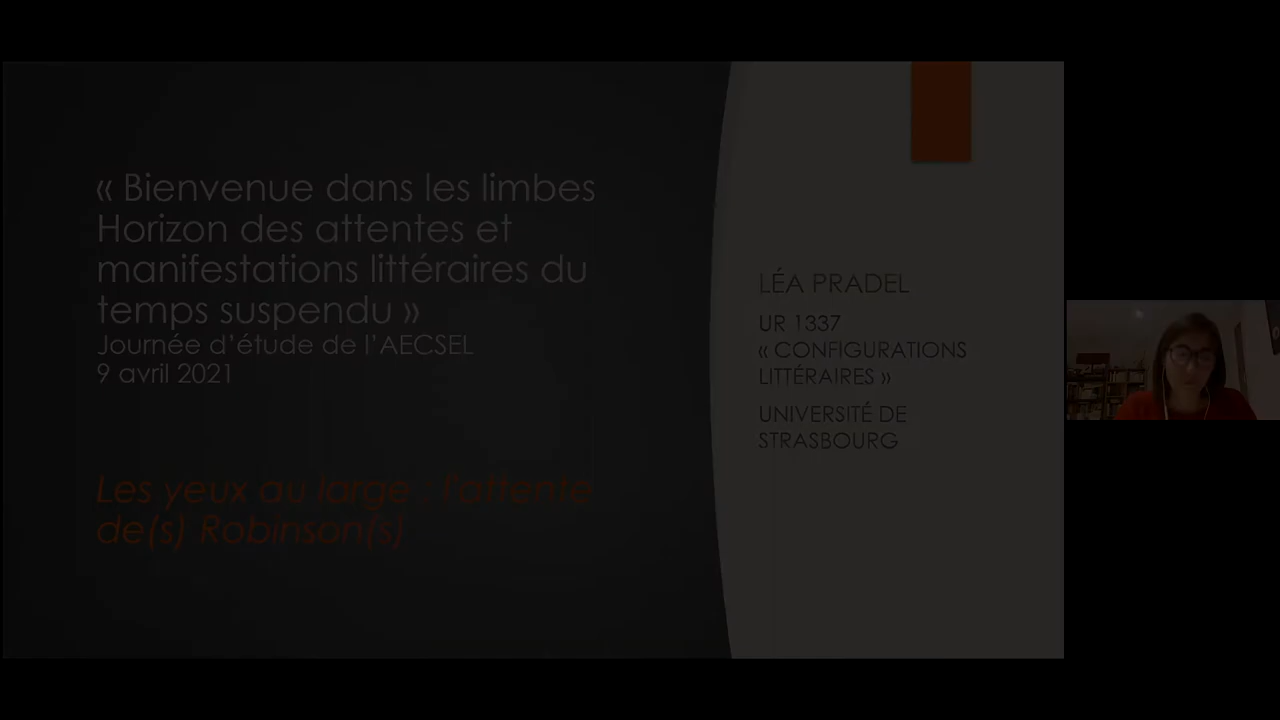 « Bienvenue dans les limbes
Horizon des attentes et
manifestations littéraires du
temps suspendu »
Journée d’étude de l’AECSEL
9 avril 2021
Les yeux au large : l’attente
de(s) Robinson(s)
LÉA PRADEL
UR 1337
« CONFIGURATIONS
LITTÉRAIRES »
UNIVERSITÉ DE
STRASBOURG